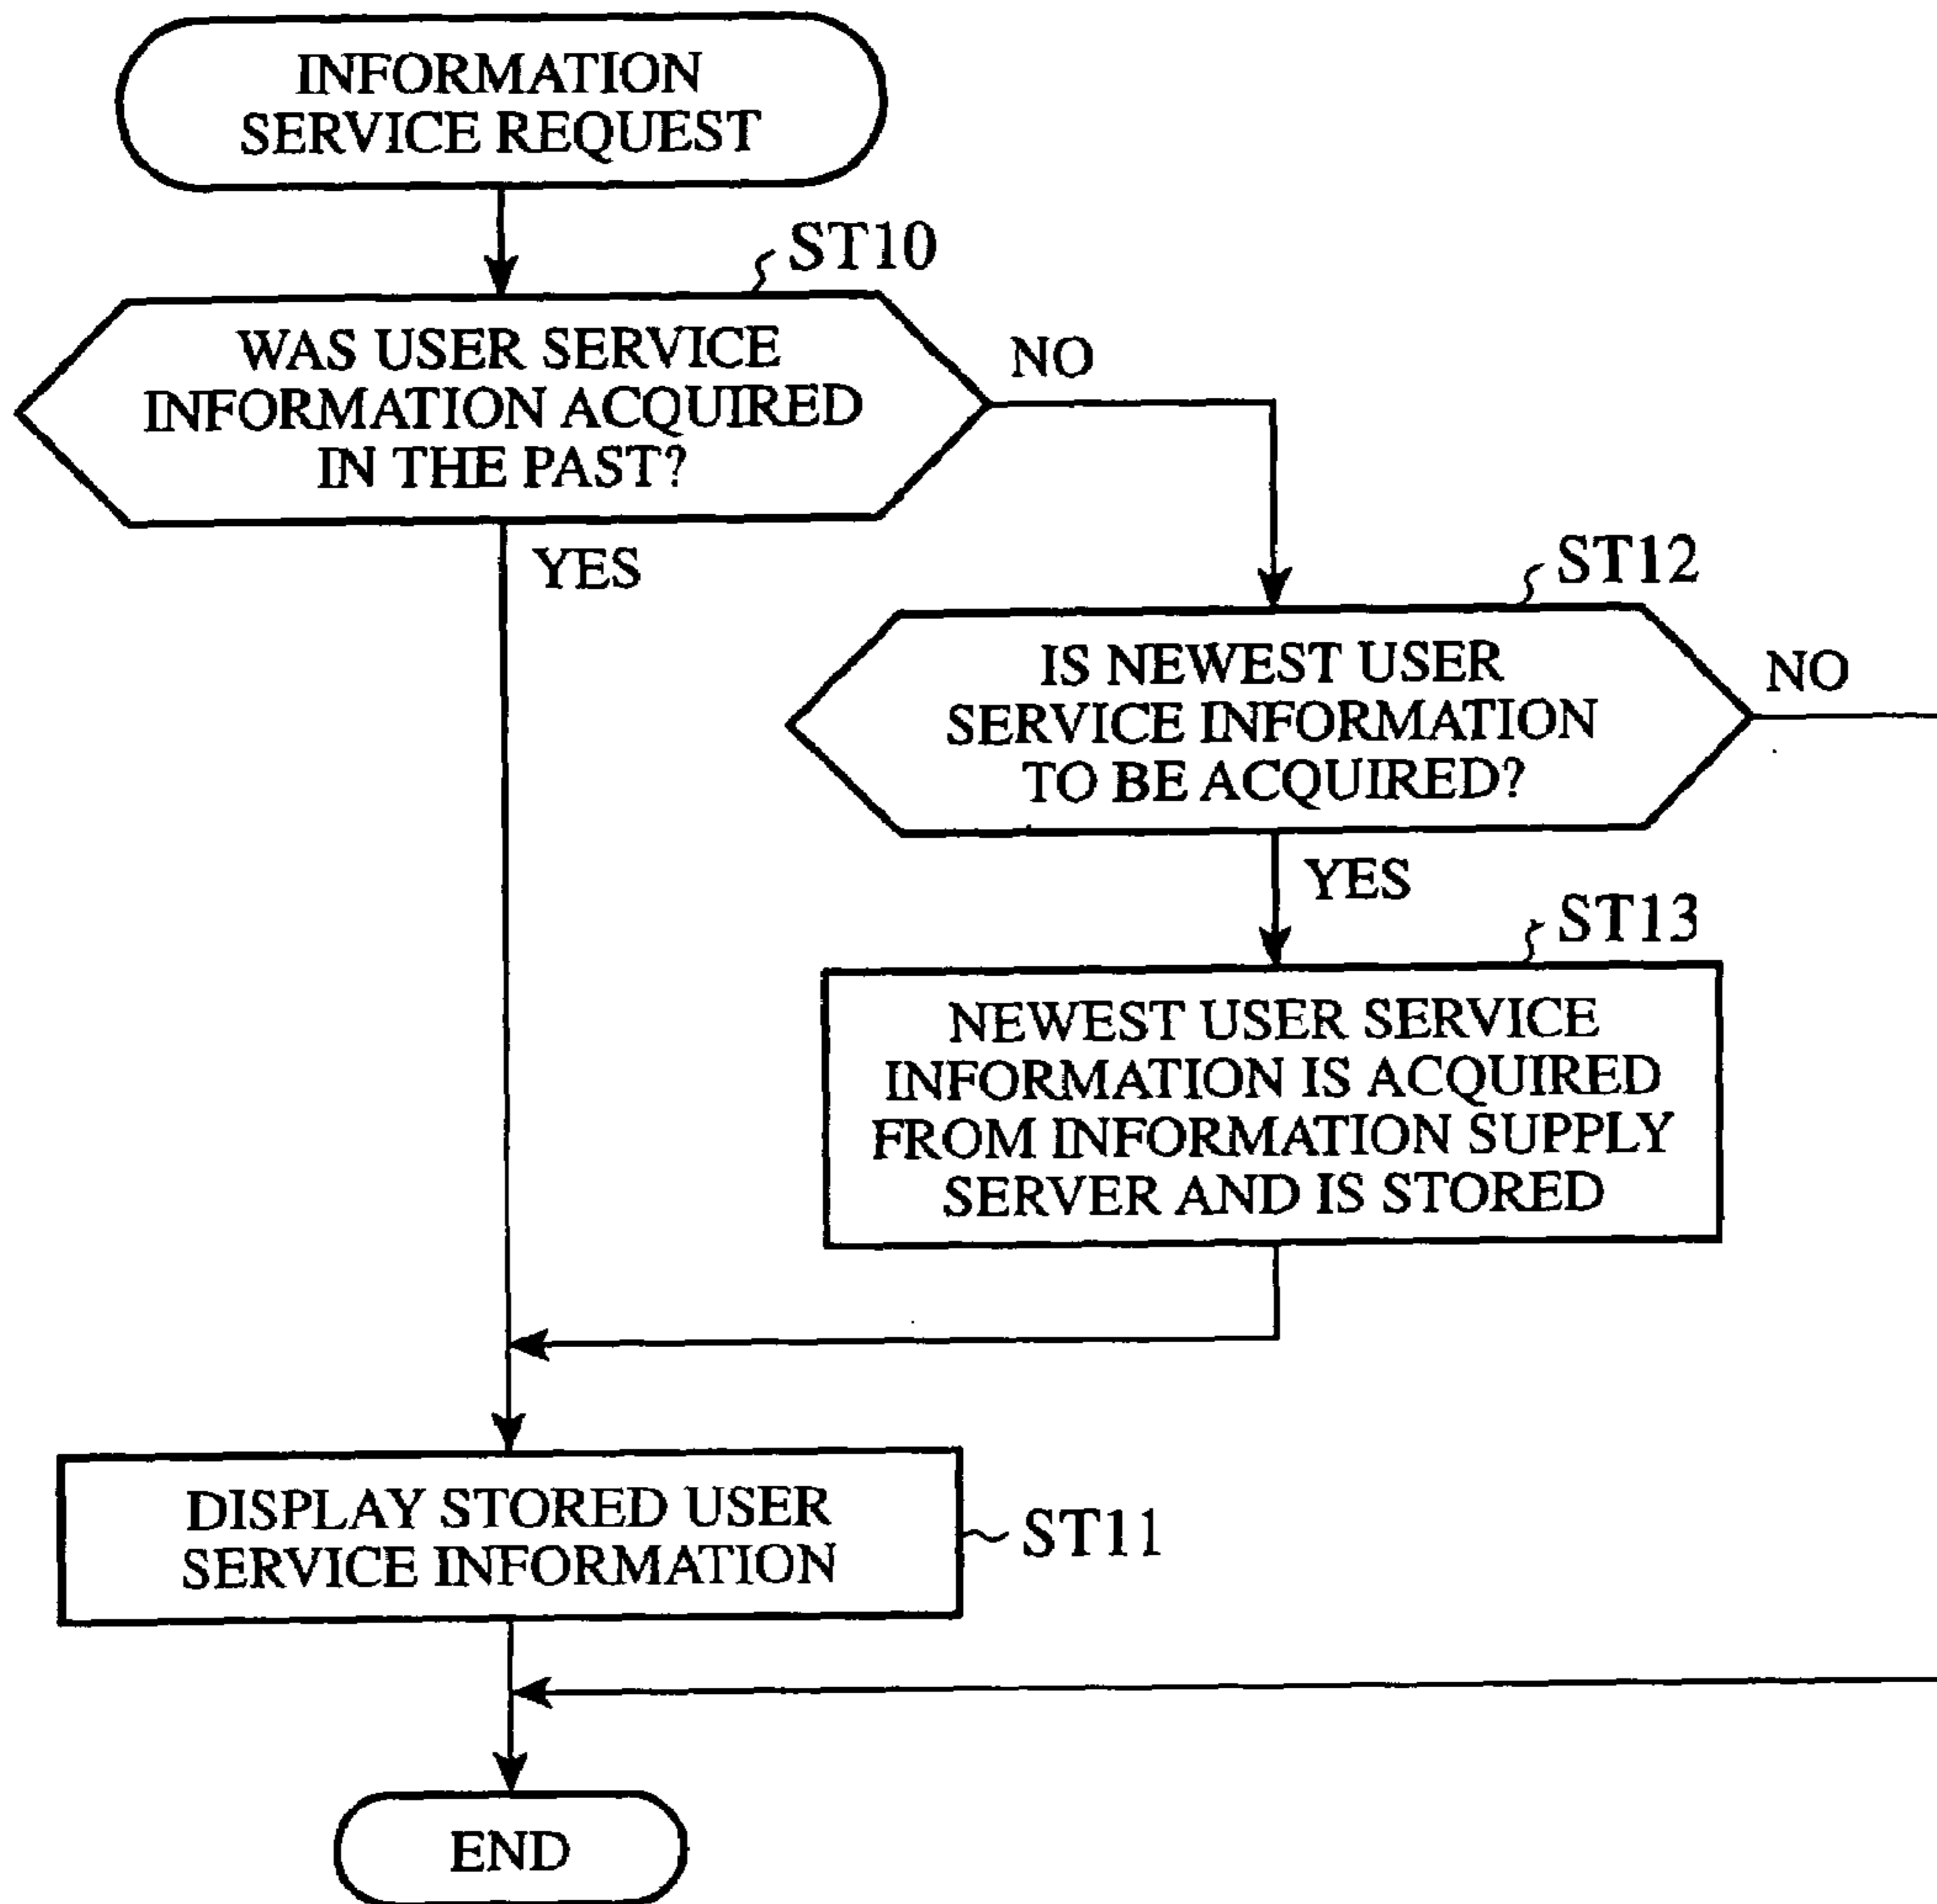 INFORMATION
SERVICE REQUEST
ST10
WAS USER SERVICE
INFORMATION ACQUIRED
IN THE PAST?
NO
YES
ST12
IS NEWEST USER
SERVICE INFORMATION
TO BE ACQUIRED?
NO
YES
ST13
NEWEST USER SERVICE
INFORMATION IS ACQUIRED
FROM INFORMATION SUPPLY
SERVER AND IS STORED
DISPLAY STORED USER
SERVICE INFORMATION
ST11
END